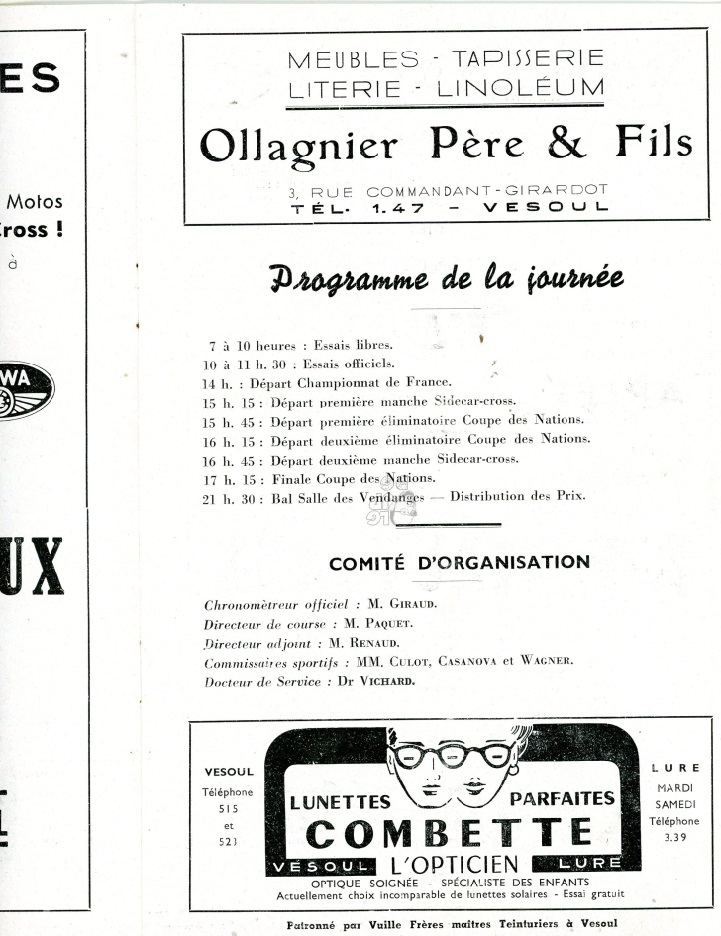 ES
Motos
Cross !
à
WA
UX
MEUBLES - TAPISSERIE
LITERIE - LINOLÉUM
Ollagnier Père & Fils
3, RUE COMMANDANT-GIRARDOT
TÉL. 1.47 - VESOUL
Programme de la journée
7 à 10 heures : Essais libres.
10 à 11 h. 30 : Essais officiels.
14 h. : Départ Championnat de France.
15 h. 15 : Départ première manche Sidecar-cross.
15 h. 45 : Départ première éliminatoire Coupe des Nations.
16 h. 15 : Départ deuxième éliminatoire Coupe des Nations.
16 h. 45 : Départ deuxième manche Sidecar-cross.
17 h. 15 : Finale Coupe des Nations.
21 h. 30 : Bal Salle des Vendanges — Distribution des Prix.
COMITÉ D'ORGANISATION
Chronomètreur officiel : M. GIRAUD.
Directeur de course : M. PAQUET.
Directeur adjoint : M. RENAUD.
Commissaires sportifs : MM. CULOT, CASANOVA et WAGNER.
Docteur de Service : Dr VICHARD.
VESOUL
Téléphone
515
et
521
LUNETTES PARFAITES
COMBETTE
VESOUL L'OPTICIEN LURE
OPTIQUE SOIGNÉE - SPÉCIALISTE DES ENFANTS
Actuellement choix incomparable de lunettes solaires - Essai gratuit
LURE
MARDI
SAMEDI
Téléphone
3.39
Patronné par Vuille Frères maîtres Teinturiers à Vesoul